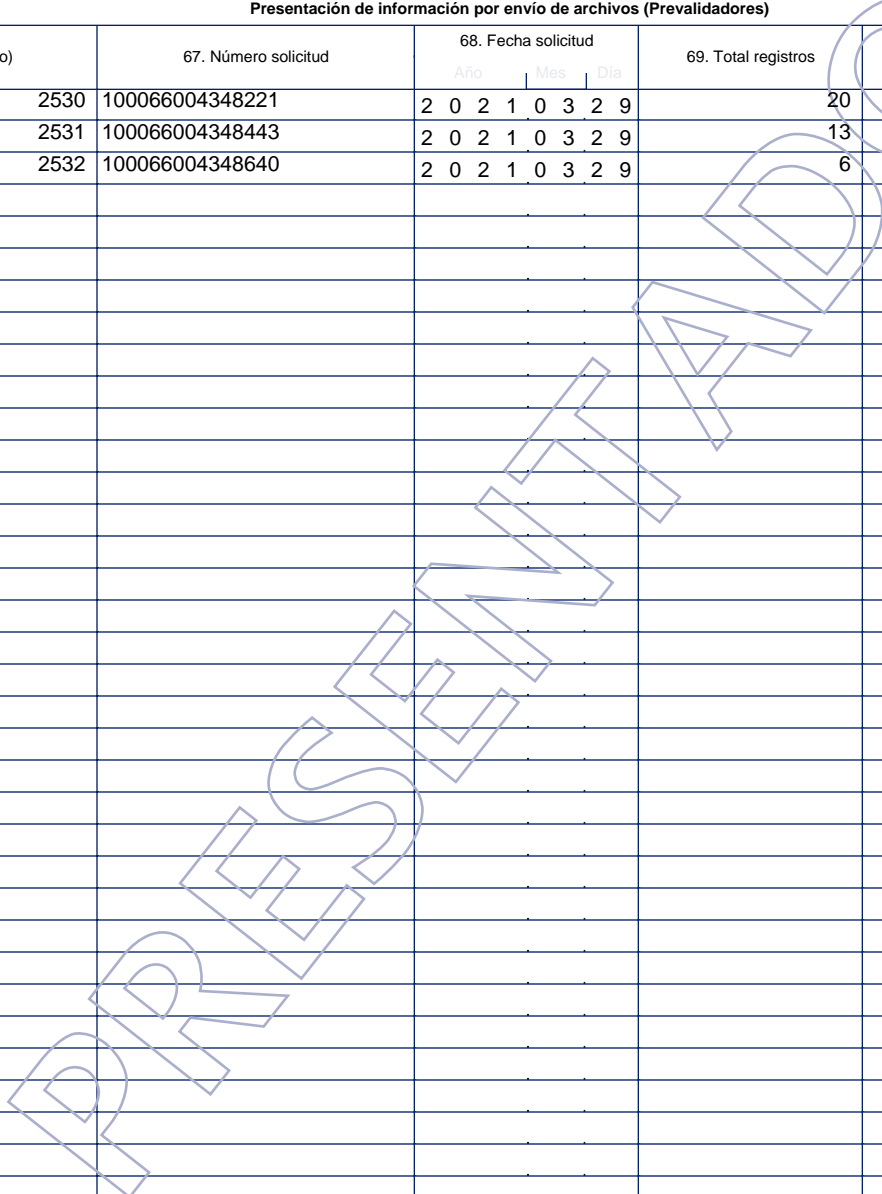 Presentación de información por envío de archivos (Prevalidadores)
o) 67. Número solicitud 68. Fecha solicitud 69. Total registros
Año Mes Día
2530 100066004348221 2 0 2 1 0 3 2 9 20
2531 100066004348443 2 0 2 1 0 3 2 9 13
2532 100066004348640 2 0 2 1 0 3 2 9 6
PRESENTADO